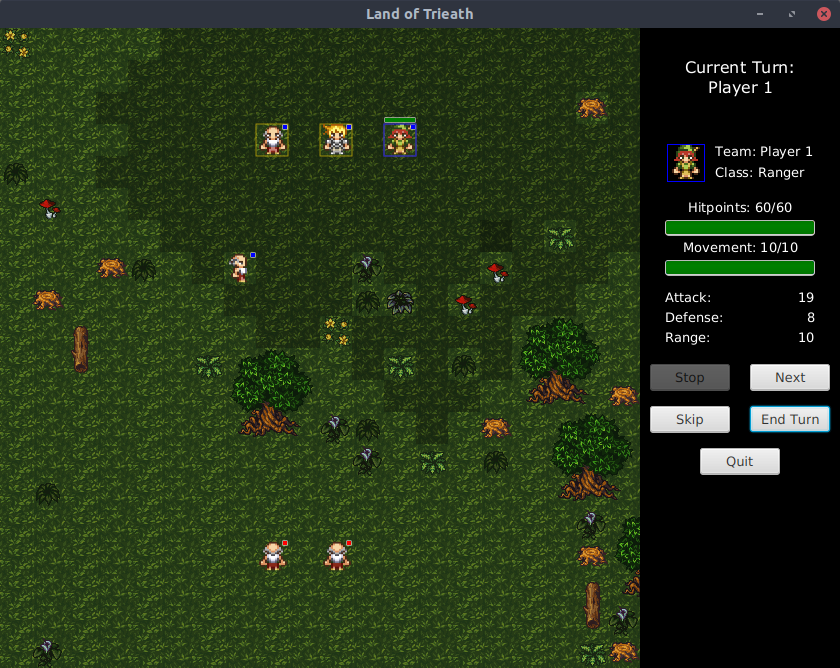 Land of Trieath
Current Turn:
Player 1
Team: Player 1
Class: Ranger
Hitpoints: 60/60
Movement: 10/10
Attack: 19
Defense: 8
Range: 10
Stop Next
Skip End Turn
Quit